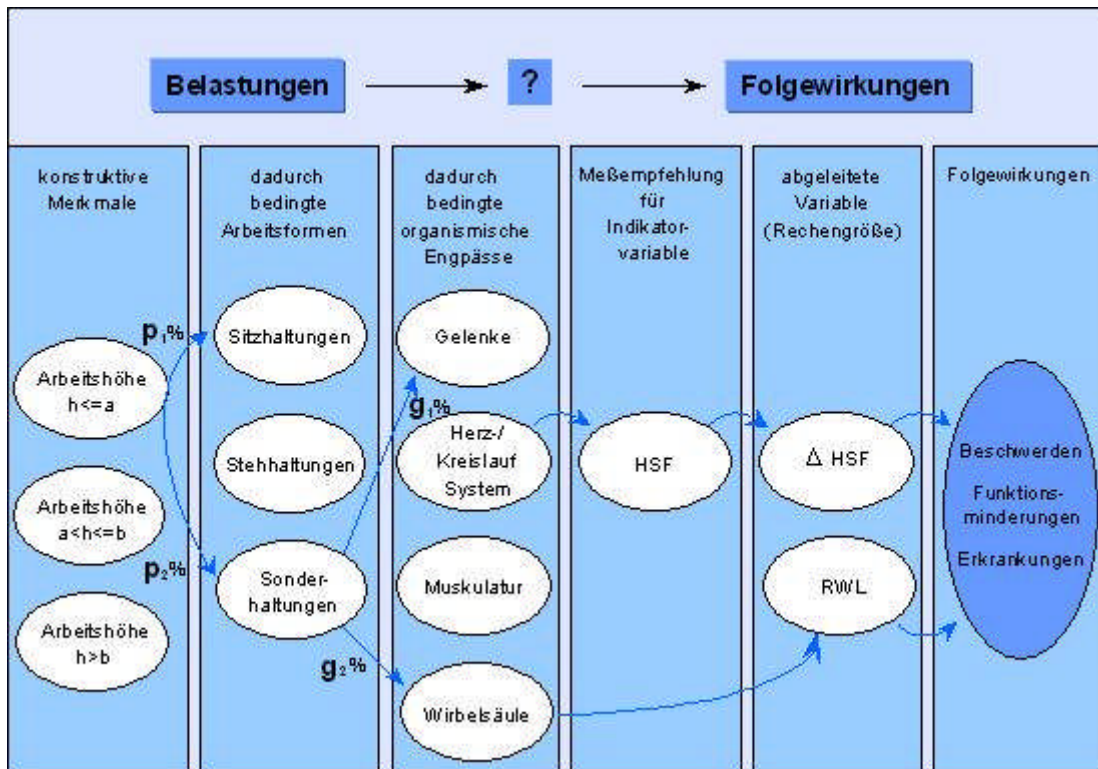 Belastungen
?
Folgewirkungen
konstruktive
Merkmale
dadurch
bedingte
Arbeitsformen
dadurch
bedingte
organismische
Engpässe
Meßempfehlung
für
Indikator-
variable
abgeleitete
Variable
(Rechengröße)
Folgewirkungen
Arbeitshöhe
h<=a
Arbeitshöhe
a<h<=b
Arbeitshöhe
h>b
p₁%
p₂%
Sitzhaltungen
Stehhaltungen
Sonder-
haltungen
g₁%
g₂%
Gelenke
Herz-/
Kreislauf
System
Muskulatur
Wirbelsäule
HSF
Δ HSF
RWL
Beschwerden
Funktions-
minderungen
Erkrankungen